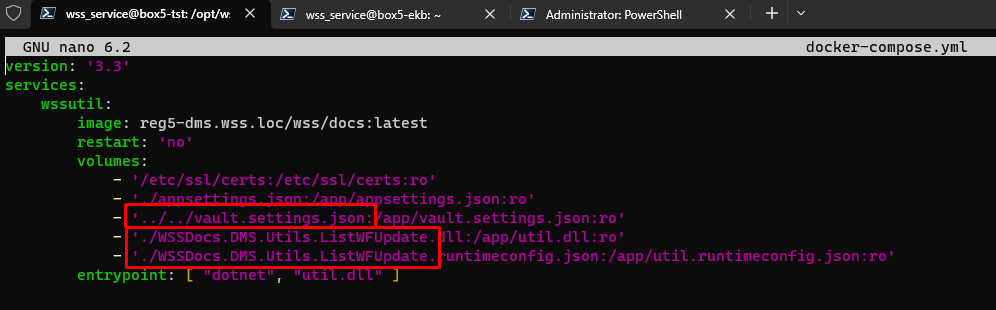 wss_service@box5-tst: /opt/ws
wss_service@box5-ekb: ~
Administrator: PowerShell
GNU nano 6.2 docker-compose.yml
version: '3.3'
services:
wssutil:
image: reg5-dms.wss.loc/wss/docs:latest
restart: 'no'
volumes:
- '/etc/ssl/certs:/etc/ssl/certs:ro'
- './appsettings.json:/app/appsettings.json:ro'
- '../../vault.settings.json:/app/vault.settings.json:ro'
- './WSSDocs.DMS.Utils.ListWFUpdate.dll:/app/util.dll:ro'
- './WSSDocs.DMS.Utils.ListWFUpdate.runtimeconfig.json:/app/util.runtimeconfig.json:ro'
entrypoint: [ "dotnet", "util.dll" ]